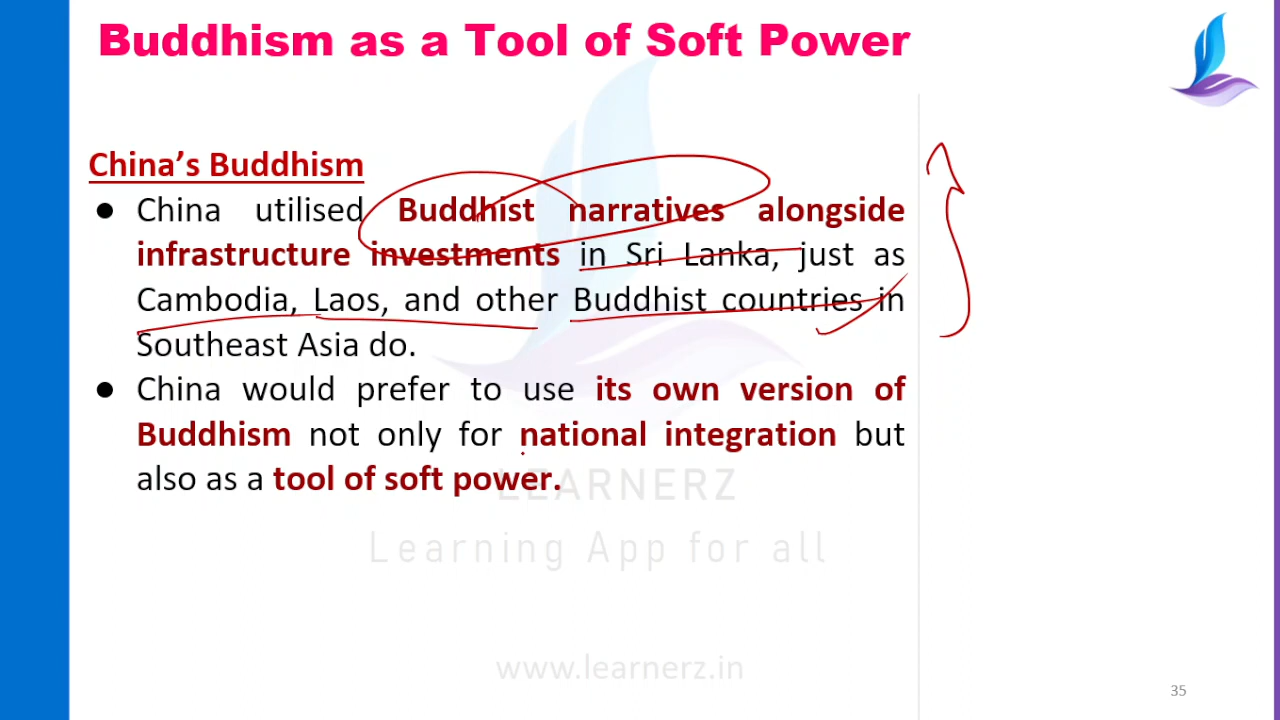 Buddhism as a Tool of Soft Power
China's Buddhism
● China utilised Buddhist narratives alongside
infrastructure investments in Sri Lanka, just as
Cambodia, Laos, and other Buddhist countries in
Southeast Asia do.
● China would prefer to use its own version of
Buddhism not only for national integration but
also as a tool of soft power.
LEARNERZ
Learning App for all
www.learnerz.in
35